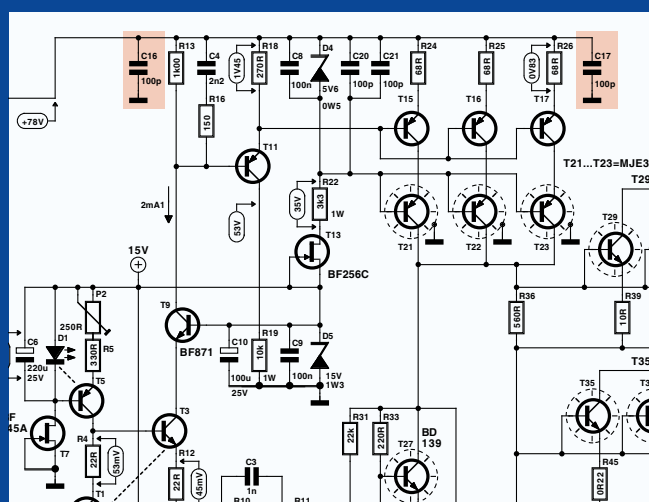 C16
100p
R13
1k00
C4
2n2
R16
150
1V45
R18
270R
C8
100n
D4
5V6
0W5
C20
100p
C21
100p
R24
68R
R25
68R
0V83
R26
68R
C17
100p
+78V
T15
T16
T17
T11
T21...T23=MJE3
T29
2mA1
53V
35V
R22
3k3
1W
T13
BF256C
T21
T22
T23
T29
15V
P2
250R
D1
330R
R5
C6
220u
25V
T9
BF871
C10
100u
25V
R19
10k
1W
C9
100n
D5
15V
1W3
R36
560R
R39
10R
T35
T35
T3
T5
F
45A
T7
R4
22R
53mV
T1
T3
R12
22R
45mV
C3
1n
R10
R11
R31
22k
R33
220R
BD
139
T27
R45
0R22